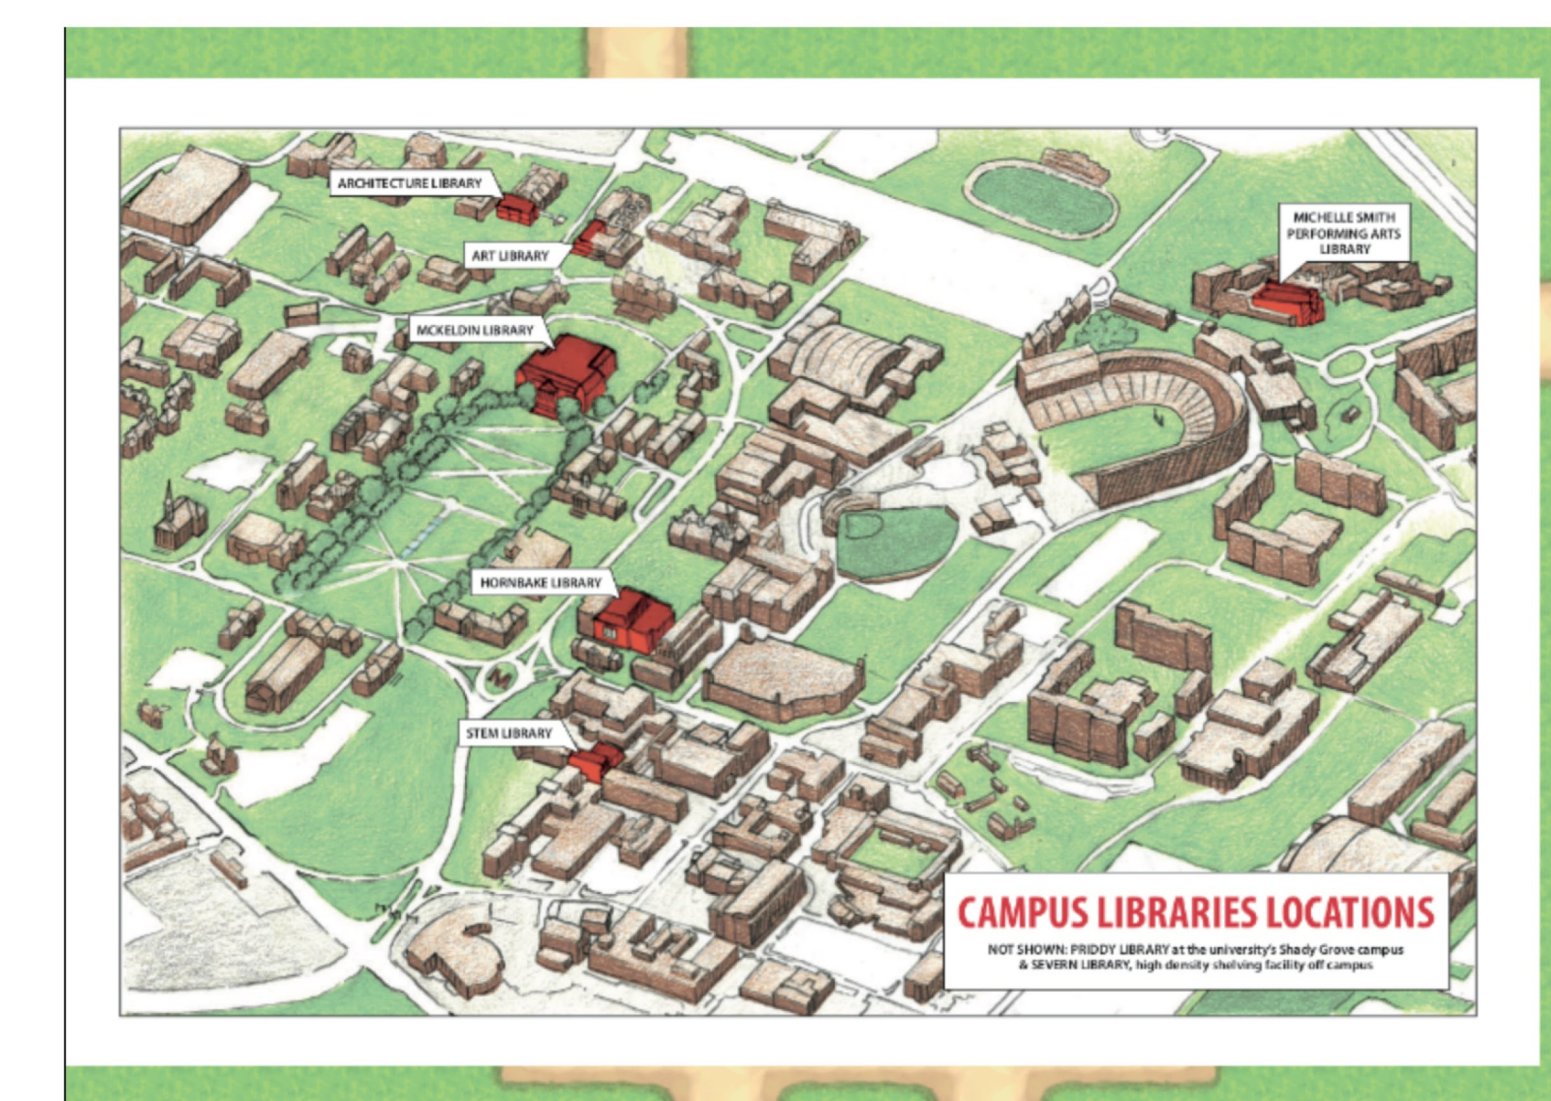 ARCHITECTURE LIBRARY
MICHELLE SMITH
PERFORMING ARTS
LIBRARY
ART LIBRARY
MCKELDIN LIBRARY
HORNBAKE LIBRARY
M
STEM LIBRARY
CAMPUS LIBRARIES LOCATIONS
NOT SHOWN: PRIDDY LIBRARY at the university's Shady Grove campus
& SEVERN LIBRARY, high density shelving facility off campus